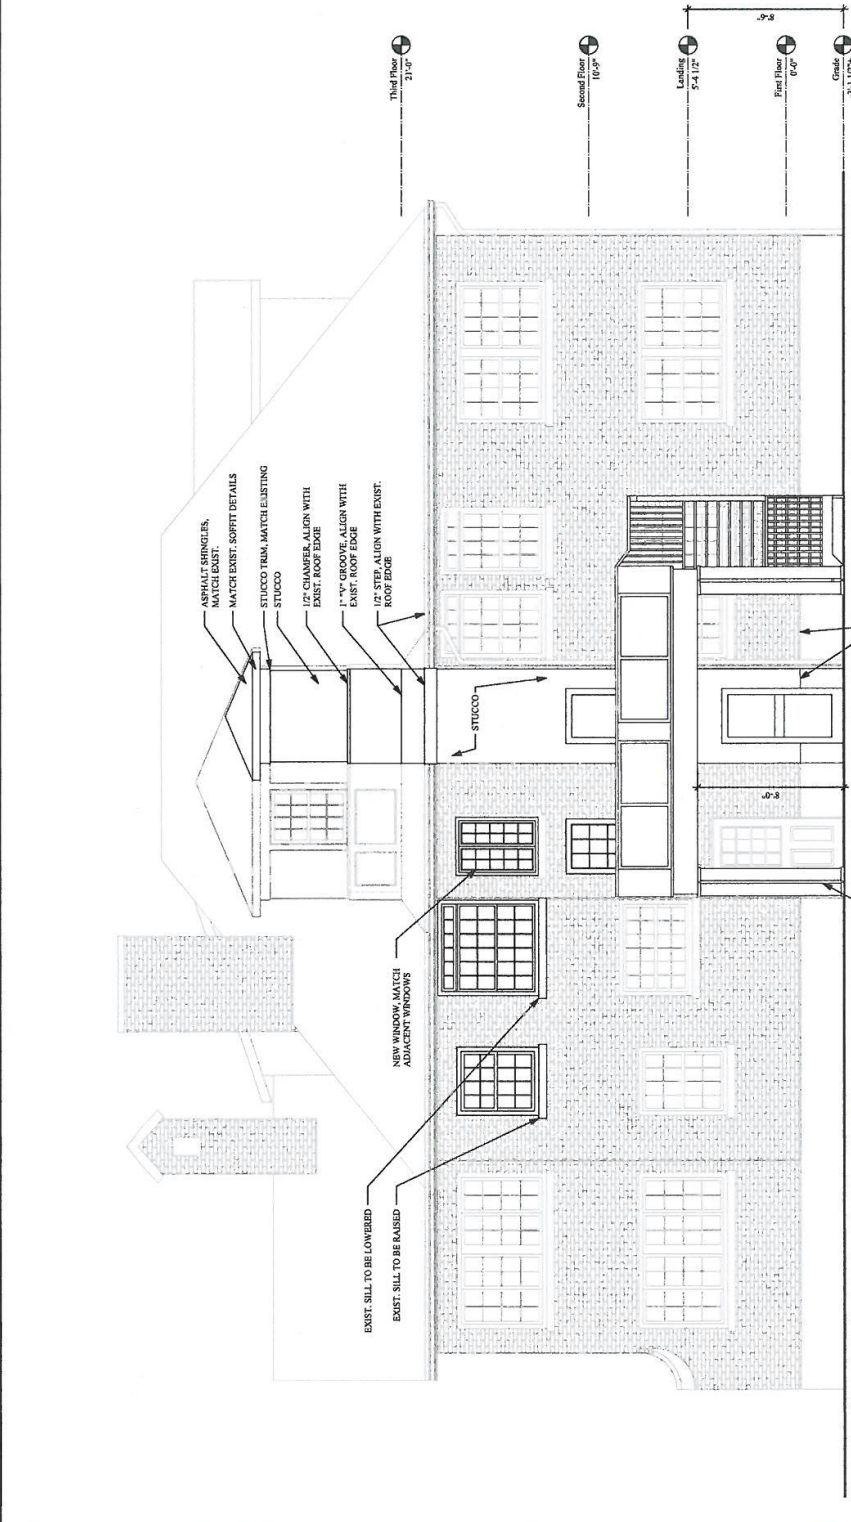 ASPHALT SHINGLES,
MATCH EXIST.
MATCH EXIST. SOFFIT DETAILS
STUCCO TRIM, MATCH EXISTING
STUCCO
1/2" CHAMFER, ALIGN WITH
EXIST. ROOF EDGE
1" "V" GROOVE, ALIGN WITH
EXIST. ROOF EDGE
1/2" STEP, ALIGN WITH EXIST.
ROOF EDGE
STUCCO
NEW WINDOW, MATCH
ADJACENT WINDOWS
EXIST. SILL TO BE LOWERED
EXIST. SILL TO BE RAISED
Third Floor
21'-0"
Second Floor
10'-9"
Landing
5'-4 1/2"
First Floor
0'-0"
Grade
8'-6"
8'-0"